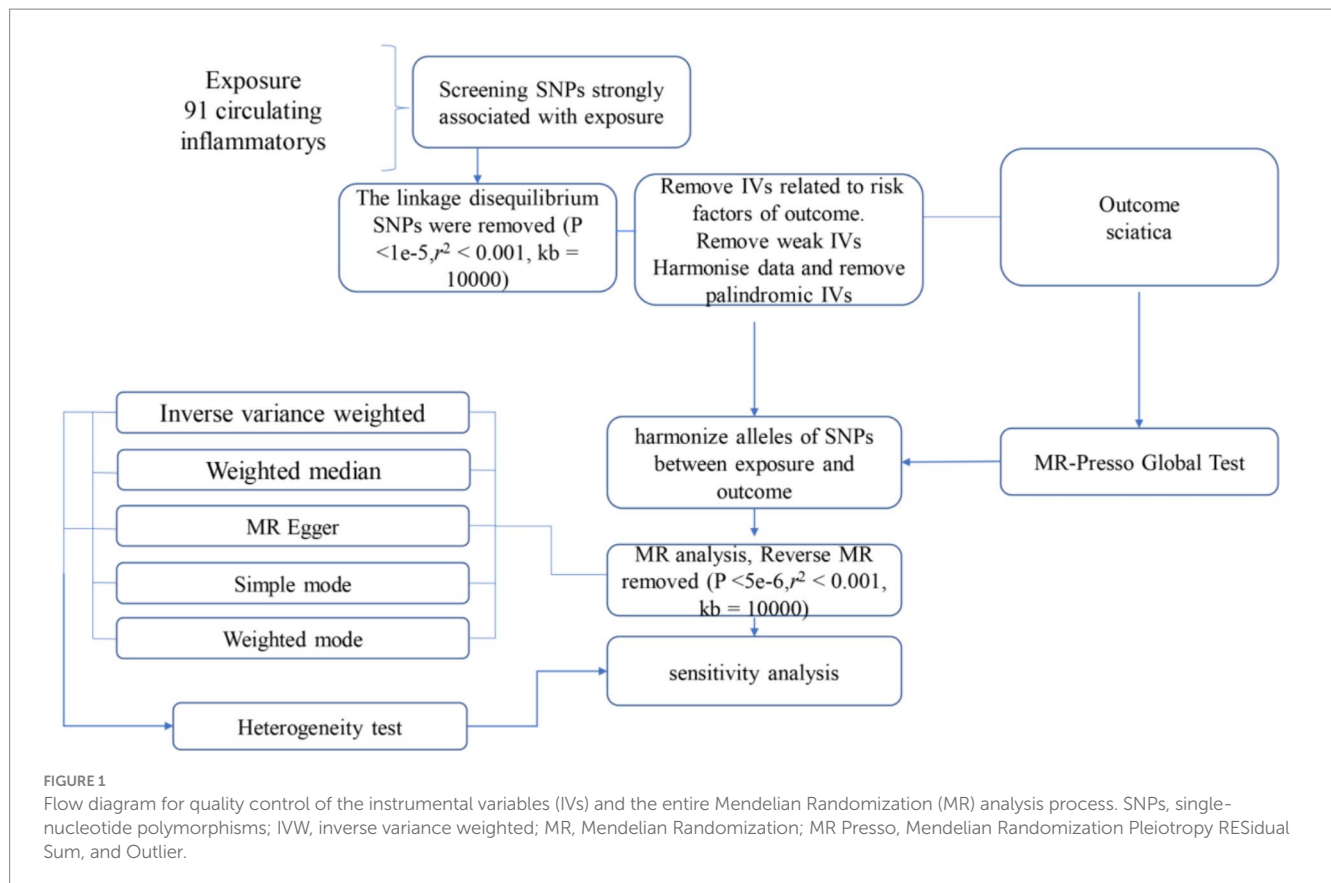 Exposure
91 circulating
inflammatorys
Screening SNPs strongly
associated with exposure
The linkage disequilibrium
SNPs were removed (P
<1e-5,r² < 0.001, kb =
10000)
Remove IVs related to risk
factors of outcome.
Remove weak IVs
Harmonise data and remove
palindromic IVs
Outcome
sciatica
Inverse variance weighted
Weighted median
MR Egger
Simple mode
Weighted mode
Heterogeneity test
harmonize alleles of SNPs
between exposure and
outcome
MR-Presso Global Test
MR analysis, Reverse MR
removed (P <5e-6,r² < 0.001,
kb = 10000)
sensitivity analysis
FIGURE 1
Flow diagram for quality control of the instrumental variables (IVs) and the entire Mendelian Randomization (MR) analysis process. SNPs, single-
nucleotide polymorphisms; IVW, inverse variance weighted; MR, Mendelian Randomization; MR Presso, Mendelian Randomization Pleiotropy RESidual
Sum, and Outlier.